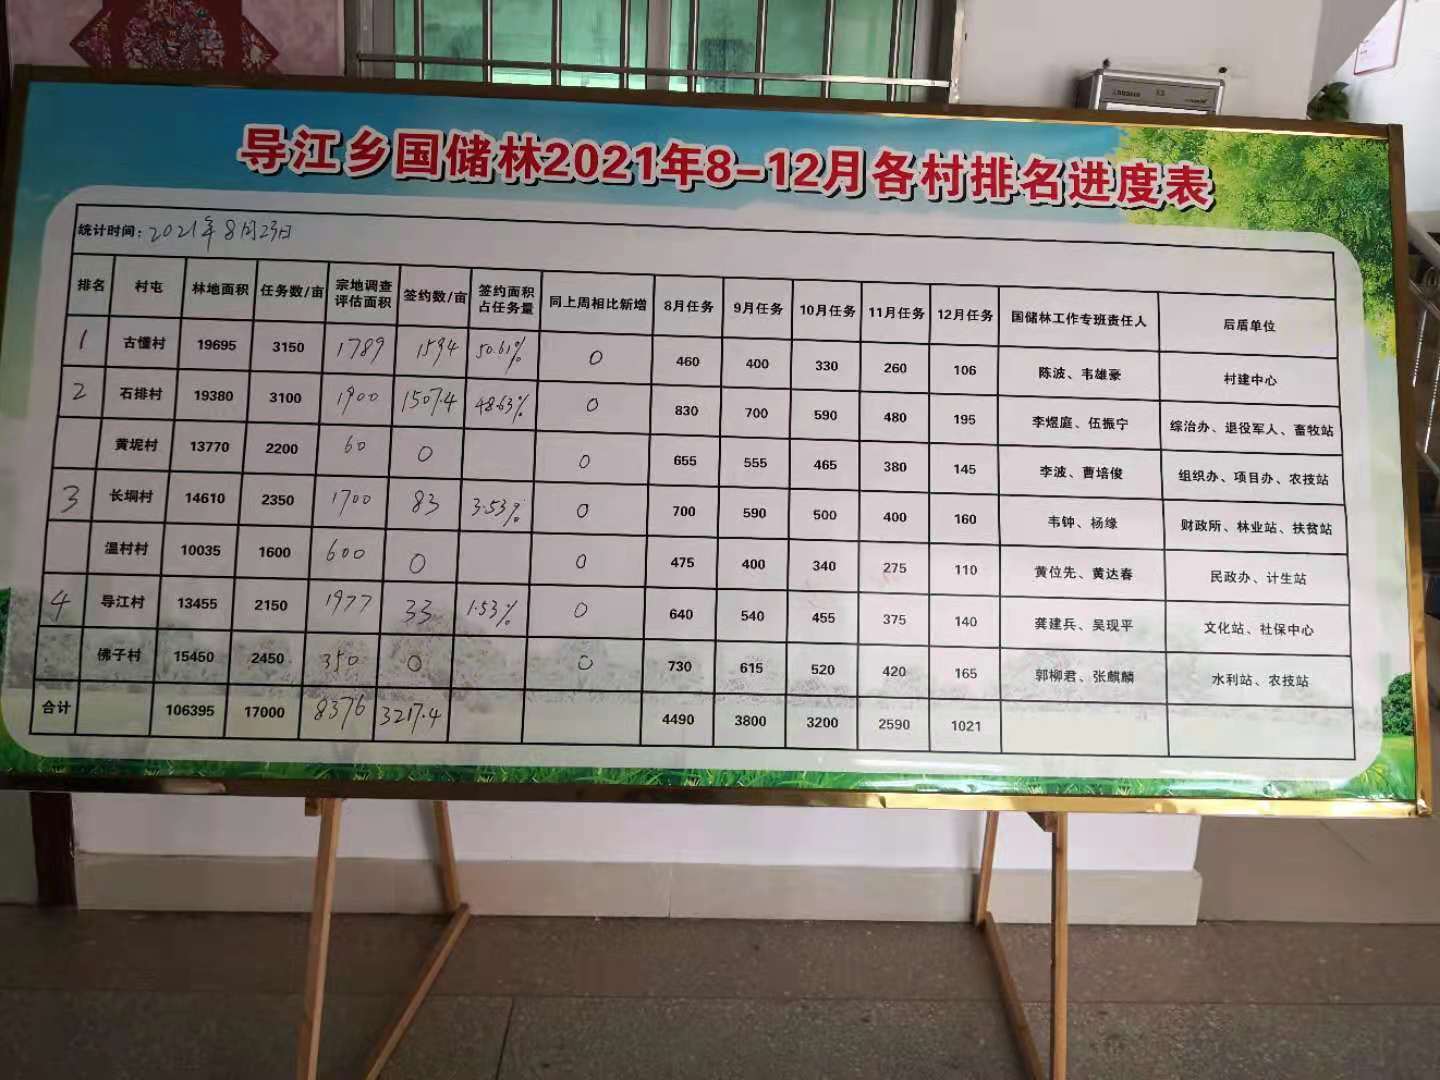 导江乡国储林2021年8-12月各村排名进度表
统计时间：2021年8月23日
排名 村屯 林地面积 任务数/亩 宗地调查评估面积 签约数/亩 签约面积占任务量 同上周相比新增 8月任务 9月任务 10月任务 11月任务 12月任务 国储林工作专班责任人 后盾单位
1 古懂村 19695 3150 1789 1594 50.61% 0 460 400 330 260 106 陈波、韦雄豪 村建中心
2 石排村 19380 3100 1900 1507.4 48.63% 0 830 700 590 480 195 李煜庭、伍振宁 综治办、退役军人、畜牧站
黄坭村 13770 2200 60 0 0 655 555 465 380 145 李波、曹培俊 组织办、项目办、农技站
3 长垌村 14610 2350 1700 83 3.53% 0 700 590 500 400 160 韦钟、杨缘 财政所、林业站、扶贫站
温村村 10035 1600 600 0 0 475 400 340 275 110 黄位先、黄达春 民政办、计生站
4 导江村 13455 2150 1977 33 1.53% 0 640 540 455 375 140 龚建兵、吴现平 文化站、社保中心
佛子村 15450 2450 350 0 0 730 615 520 420 165 郭柳君、张麒麟 水利站、农技站
合计 106395 17000 8376 3217.4 4490 3800 3200 2590 1021